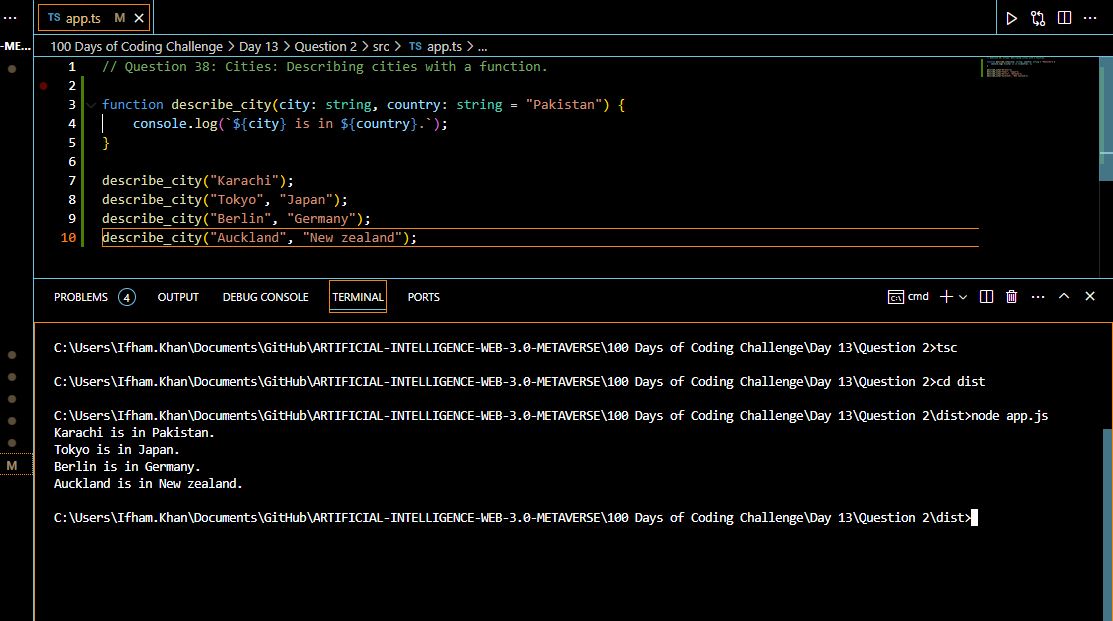 TS app.ts M
-ME...
100 Days of Coding Challenge > Day 13 > Question 2 > src > TS app.ts > ...
1 // Question 38: Cities: Describing cities with a function.
2
3 function describe_city(city: string, country: string = "Pakistan") {
4 console.log(`${city} is in ${country}.`);
5 }
6
7 describe_city("Karachi");
8 describe_city("Tokyo", "Japan");
9 describe_city("Berlin", "Germany");
10 describe_city("Auckland", "New zealand");
PROBLEMS 4 OUTPUT DEBUG CONSOLE TERMINAL PORTS cmd
C:\Users\Ifham.Khan\Documents\GitHub\ARTIFICIAL-INTELLIGENCE-WEB-3.0-METAVERSE\100 Days of Coding Challenge\Day 13\Question 2>tsc
C:\Users\Ifham.Khan\Documents\GitHub\ARTIFICIAL-INTELLIGENCE-WEB-3.0-METAVERSE\100 Days of Coding Challenge\Day 13\Question 2>cd dist
C:\Users\Ifham.Khan\Documents\GitHub\ARTIFICIAL-INTELLIGENCE-WEB-3.0-METAVERSE\100 Days of Coding Challenge\Day 13\Question 2\dist>node app.js
Karachi is in Pakistan.
Tokyo is in Japan.
Berlin is in Germany.
M
Auckland is in New zealand.
C:\Users\Ifham.Khan\Documents\GitHub\ARTIFICIAL-INTELLIGENCE-WEB-3.0-METAVERSE\100 Days of Coding Challenge\Day 13\Question 2\dist>